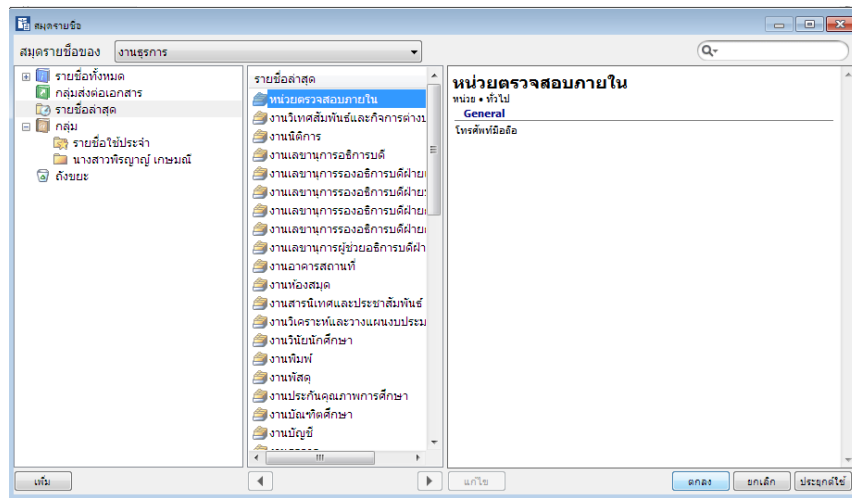 สมุดรายชื่อ
สมุดรายชื่อของ งานธุรการ
รายชื่อทั้งหมด
กลุ่มส่งต่อเอกสาร
รายชื่อล่าสุด
กลุ่ม
รายชื่อใช้ประจำ
นางสาวพิรญาญ์ เกษมณี
ถังขยะ
รายชื่อล่าสุด
หน่วยตรวจสอบภายใน
งานวิเทศสัมพันธ์และกิจการต่างป
งานนิติการ
งานเลขานุการอธิการบดี
งานเลขานุการรองอธิการบดีฝ่าย
งานเลขานุการรองอธิการบดีฝ่าย
งานเลขานุการรองอธิการบดีฝ่าย
งานเลขานุการรองอธิการบดีฝ่าย
งานเลขานุการผู้ช่วยอธิการบดีฝ่า
งานอาคารสถานที่
งานห้องสมุด
งานสารนิเทศและประชาสัมพันธ์
งานวิเคราะห์และวางแผนงบประม
งานวินัยนักศึกษา
งานพิมพ์
งานพัสดุ
งานประกันคุณภาพการศึกษา
งานบัณฑิตศึกษา
งานบัญชี
หน่วยตรวจสอบภายใน
หน่วย • ทั่วไป
General
โทรศัพท์มือถือ
เพิ่ม
แก้ไข
ตกลง
ยกเลิก
ประยุกต์ใช้